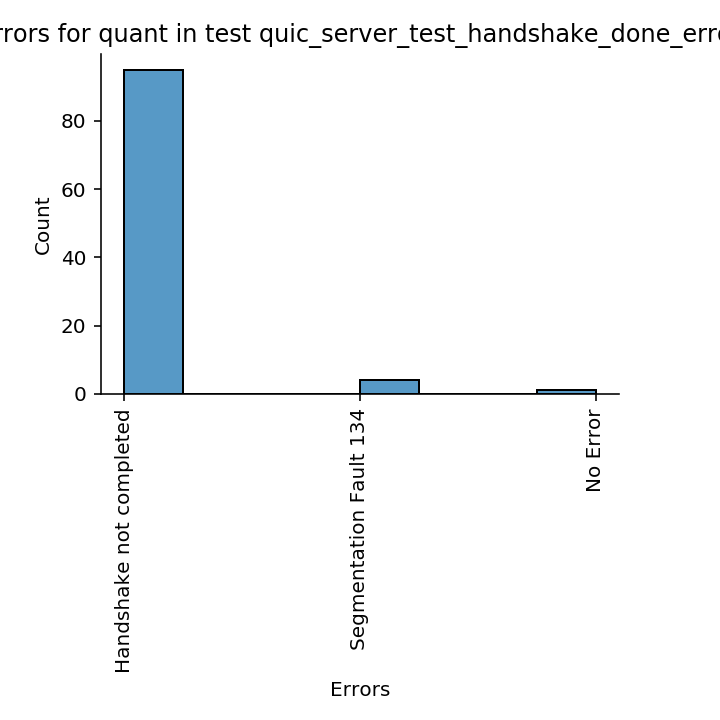 rrors for quant in test quic_server_test_handshake_done_erro
Count
80
60
40
20
0
Handshake not completed
Segmentation Fault 134
No Error
Errors